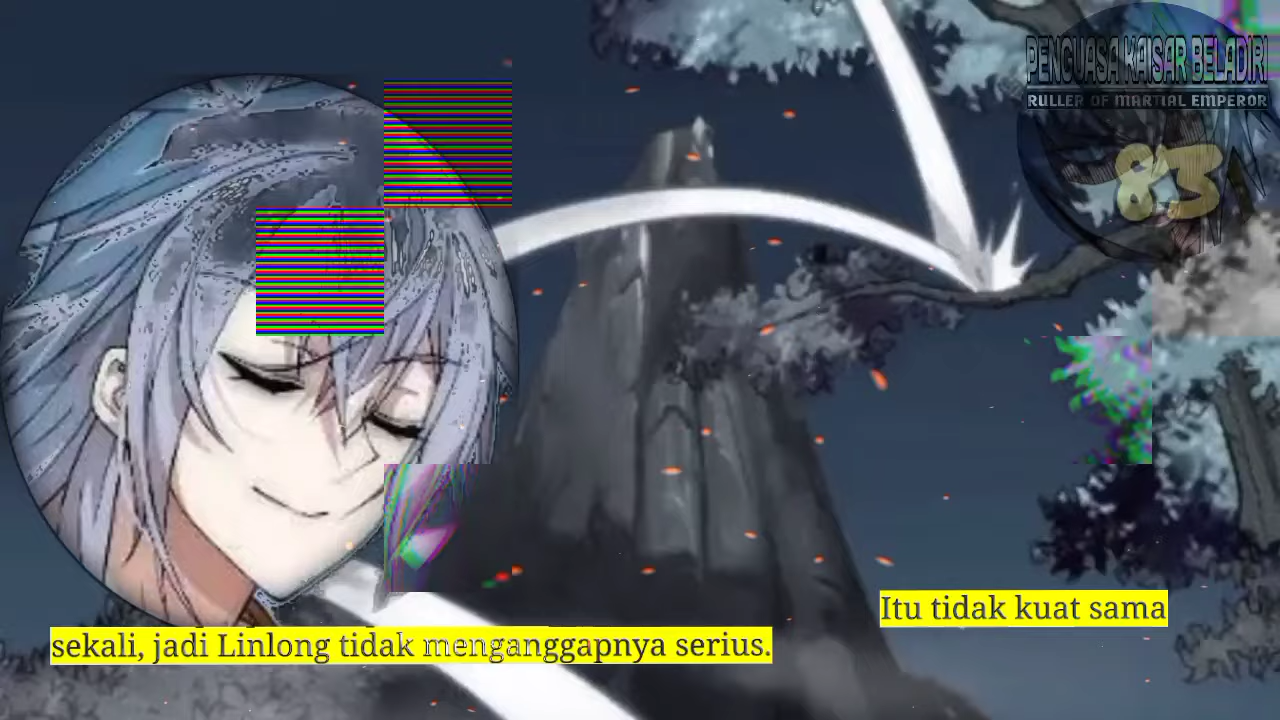 PENGUASA KAISAR BELADIRI
RULLER OF MARTIAL EMPEROR
83
Itu tidak kuat sama
sekali, jadi Linlong tidak menganggapnya serius.